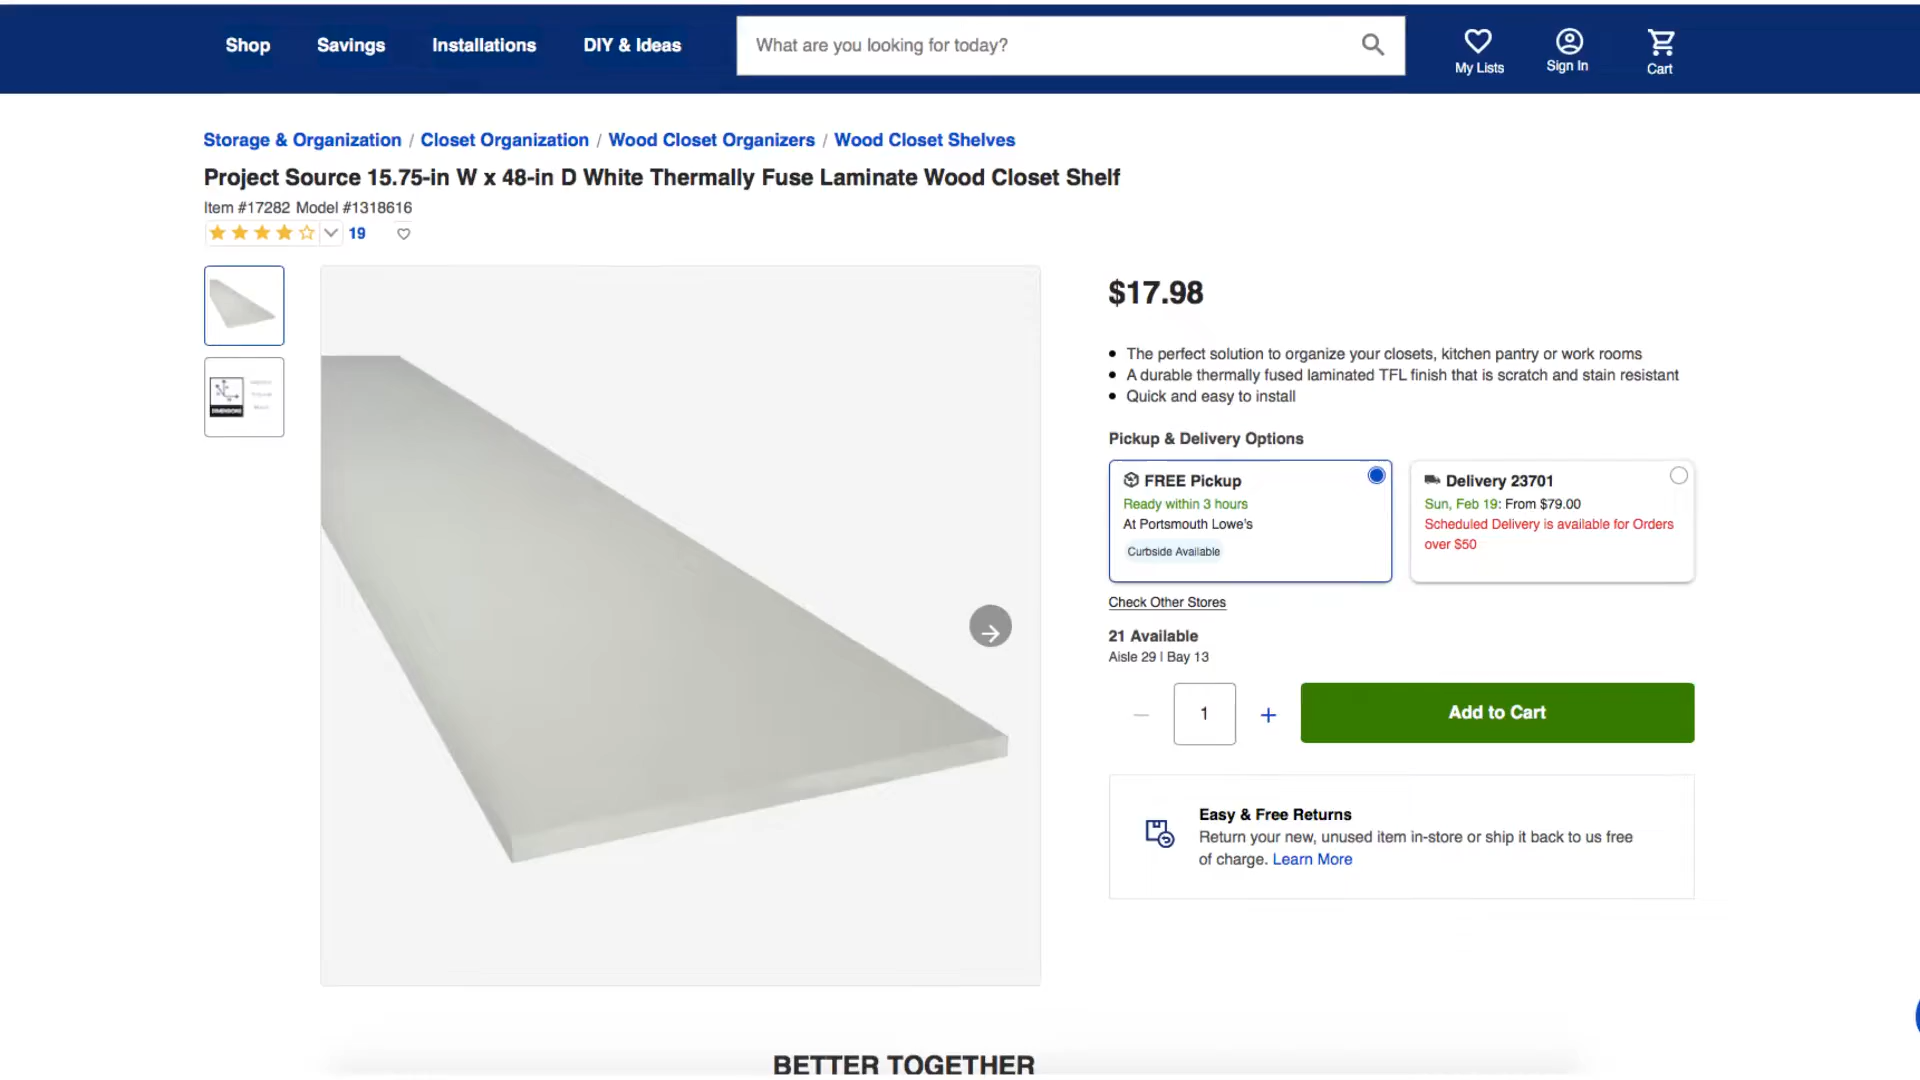 Shop
Savings
Installations
DIY & Ideas
What are you looking for today?
My Lists
Sign In
Cart
Storage & Organization / Closet Organization / Wood Closet Organizers / Wood Closet Shelves
Project Source 15.75-in W x 48-in D White Thermally Fuse Laminate Wood Closet Shelf
Item #17282 Model #1318616
19
DIMENSIONS
$17.98
The perfect solution to organize your closets, kitchen pantry or work rooms
A durable thermally fused laminated TFL finish that is scratch and stain resistant
Quick and easy to install
Pickup & Delivery Options
FREE Pickup
Ready within 3 hours
At Portsmouth Lowe's
Curbside Available
Delivery 23701
Sun, Feb 19: From $79.00
Scheduled Delivery is available for Orders
over $50
Check Other Stores
21 Available
Aisle 29 | Bay 13
— 1 +
Add to Cart
Easy & Free Returns
Return your new, unused item in-store or ship it back to us free
of charge. Learn More
BETTER TOGETHER